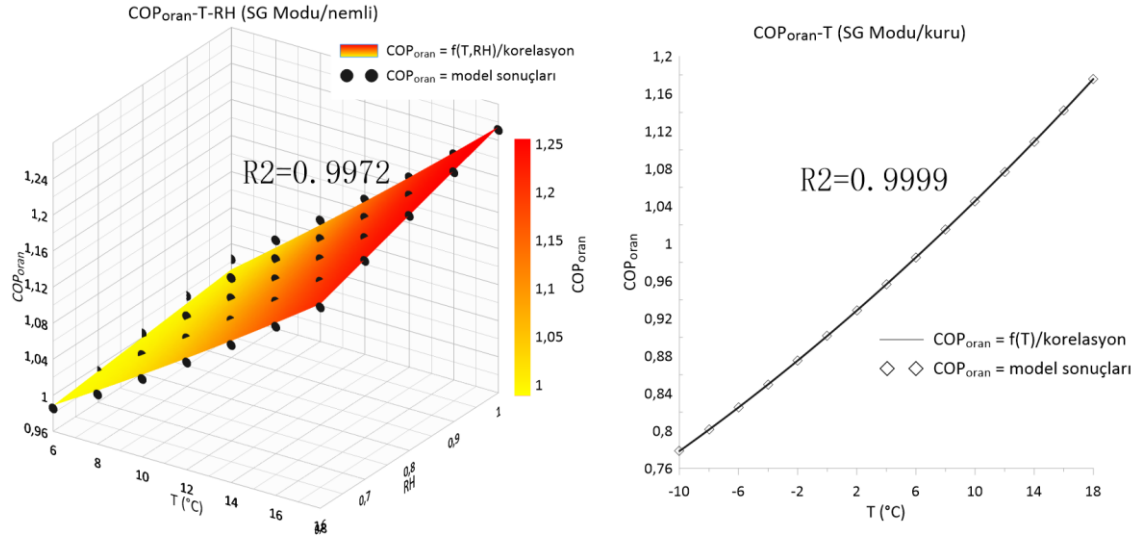 COPoran-T-RH (SG Modu/nemli)
COPoran = f(T,RH)/korelasyon
COPoran = model sonuçları
R2=0.9972
1,24
1,2
1,16
1,12
1,08
1,04
1
0,96
COPoran
6
8
10
12
14
16
18
T (°C)
0,7
0,8
0,9
1
RH
1,25
1,2
1,15
1,1
1,05
1
COPoran
COPoran-T (SG Modu/kuru)
1,2
1,16
1,12
1,08
1,04
1
0,96
0,92
0,88
0,84
0,8
0,76
COPoran
R2=0.9999
COPoran = f(T)/korelasyon
COPoran = model sonuçları
-10 -6 -2 2 6 10 14 18
T (°C)